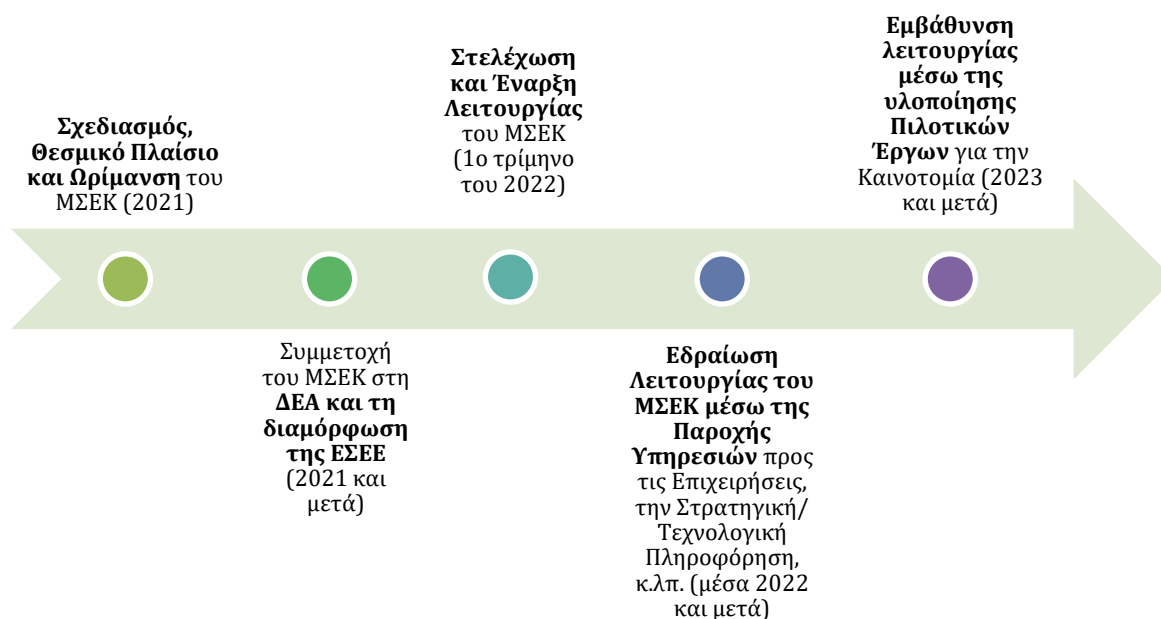 Σχεδιασμός,
Θεσμικό Πλαίσιο
και Ωρίμανση του
ΜΣΕΚ (2021)
Συμμετοχή
του ΜΣΕΚ στη
ΔΕΑ και τη
διαμόρφωση
της ΕΣΕΕ
(2021 και
μετά)
Στελέχωση
και Έναρξη
Λειτουργίας
του ΜΣΕΚ
(1ο τρίμηνο
του 2022)
Εδραίωση
Λειτουργίας του
ΜΣΕΚ μέσω της
Παροχής
Υπηρεσιών προς
τις Επιχειρήσεις,
την Στρατηγική/
Τεχνολογική
Πληροφόρηση,
κ.λπ. (μέσα 2022
και μετά)
Εμβάθυνση
λειτουργίας
μέσω της
υλοποίησης
Πιλοτικών
Έργων για την
Καινοτομία (2023
και μετά)